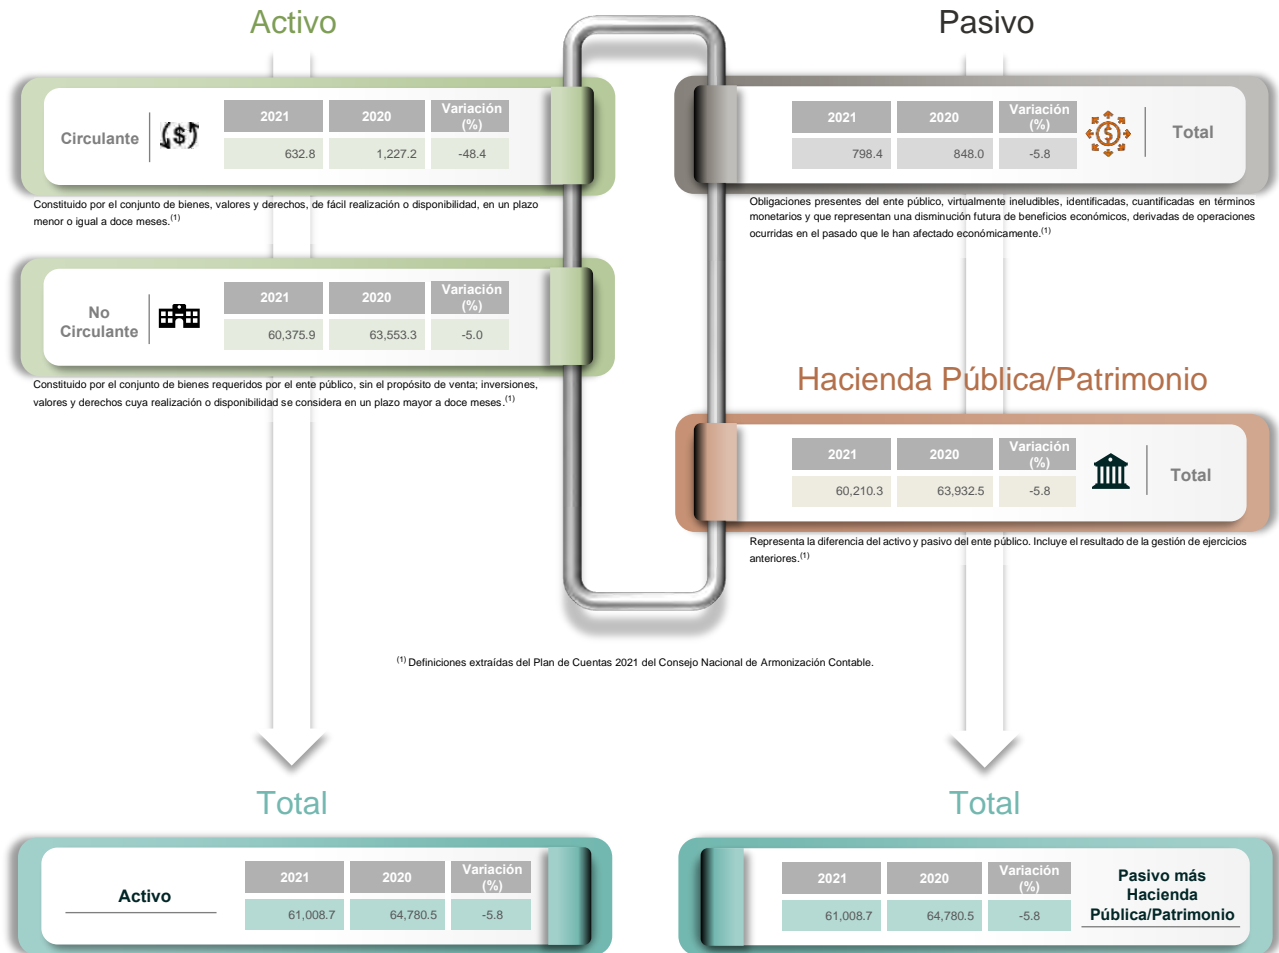 Activo
Circulante
2021 2020 Variación (%)
632.8 1,227.2 -48.4
Constituido por el conjunto de bienes, valores y derechos, de fácil realización o disponibilidad, en un plazo
menor o igual a doce meses.(1)
No
Circulante
2021 2020 Variación (%)
60,375.9 63,553.3 -5.0
Constituido por el conjunto de bienes requeridos por el ente público, sin el propósito de venta; inversiones,
valores y derechos cuya realización o disponibilidad se considera en un plazo mayor a doce meses.(1)
Pasivo
2021 2020 Variación (%)
798.4 848.0 -5.8
Total
Obligaciones presentes del ente público, virtualmente ineludibles, identificadas, cuantificadas en términos
monetarios y que representan una disminución futura de beneficios económicos, derivadas de operaciones
ocurridas en el pasado que le han afectado económicamente.(1)
Hacienda Pública/Patrimonio
2021 2020 Variación (%)
60,210.3 63,932.5 -5.8
Total
Representa la diferencia del activo y pasivo del ente público. Incluye el resultado de la gestión de ejercicios
anteriores.(1)
(1) Definiciones extraídas del Plan de Cuentas 2021 del Consejo Nacional de Armonización Contable.
Total
Activo
2021 2020 Variación (%)
61,008.7 64,780.5 -5.8
Total
2021 2020 Variación (%)
61,008.7 64,780.5 -5.8
Pasivo más
Hacienda
Pública/Patrimonio